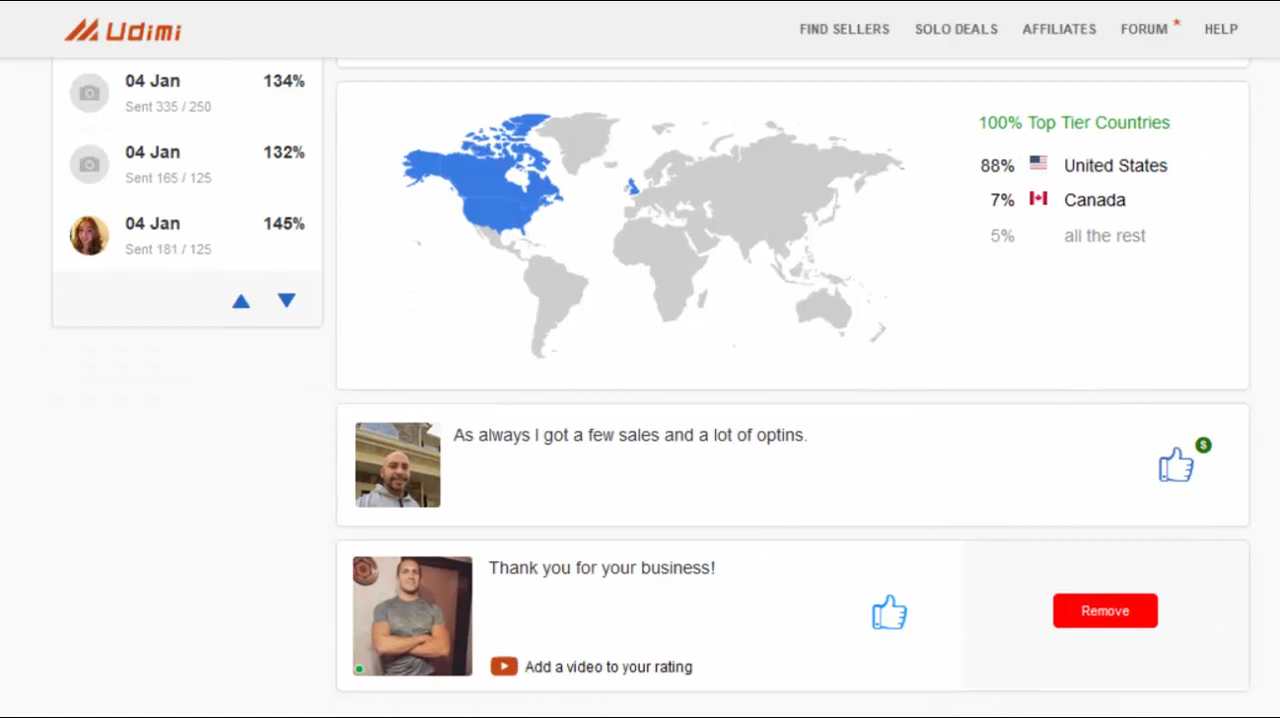 Udimi
FIND SELLERS SOLO DEALS AFFILIATES FORUM * HELP
04 Jan 134%
Sent 335 / 250
04 Jan 132%
Sent 165 / 125
04 Jan 145%
Sent 181 / 125
100% Top Tier Countries
88% United States
7% Canada
5% all the rest
As always I got a few sales and a lot of optins.
$
Thank you for your business!
Add a video to your rating
Remove